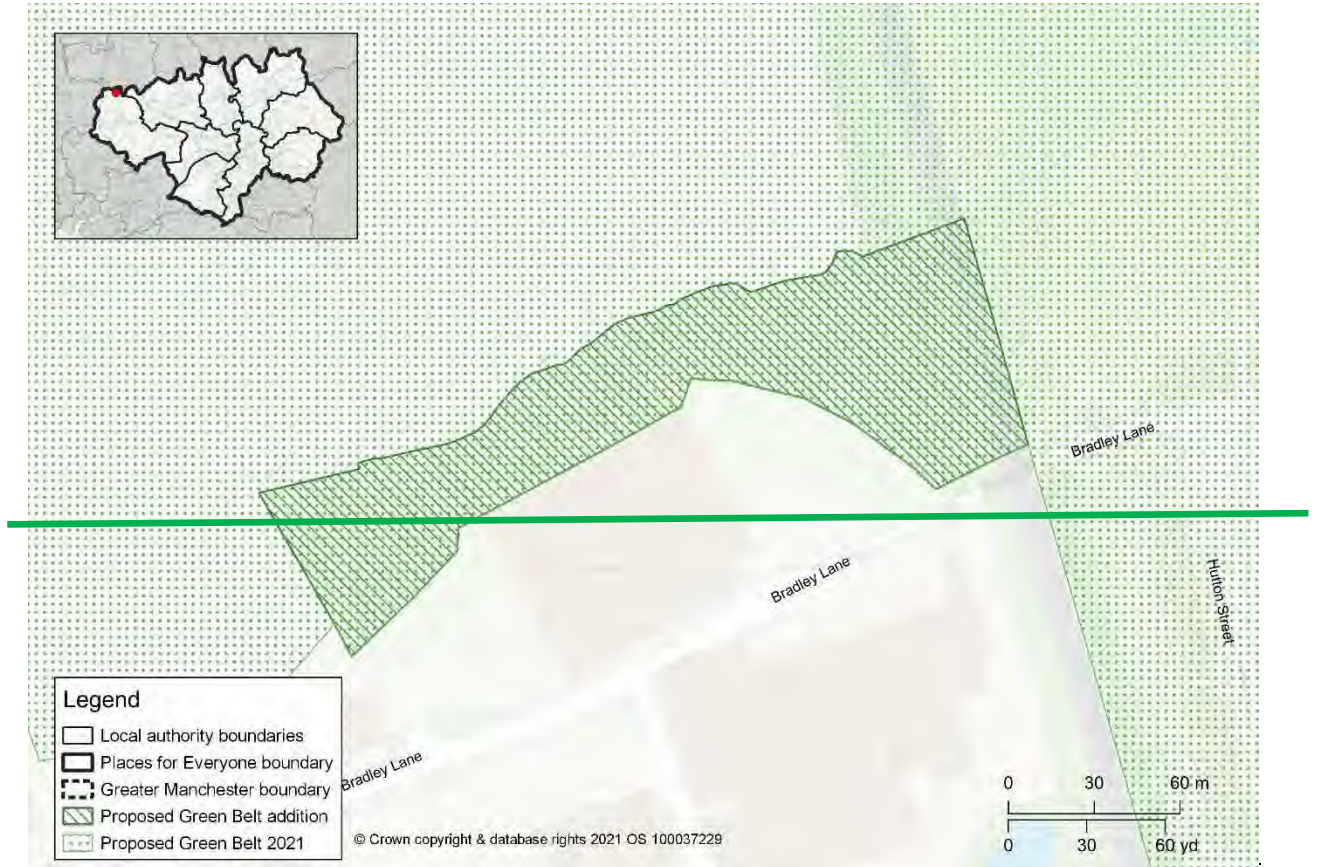 Bradley Lane
Hutton Street
Bradley Lane
Bradley Lane
Legend
Local authority boundaries
Places for Everyone boundary
Greater Manchester boundary
Proposed Green Belt addition
Proposed Green Belt 2021
© Crown copyright & database rights 2021 OS 100037229
0 30 60 m
0 30 60 yd